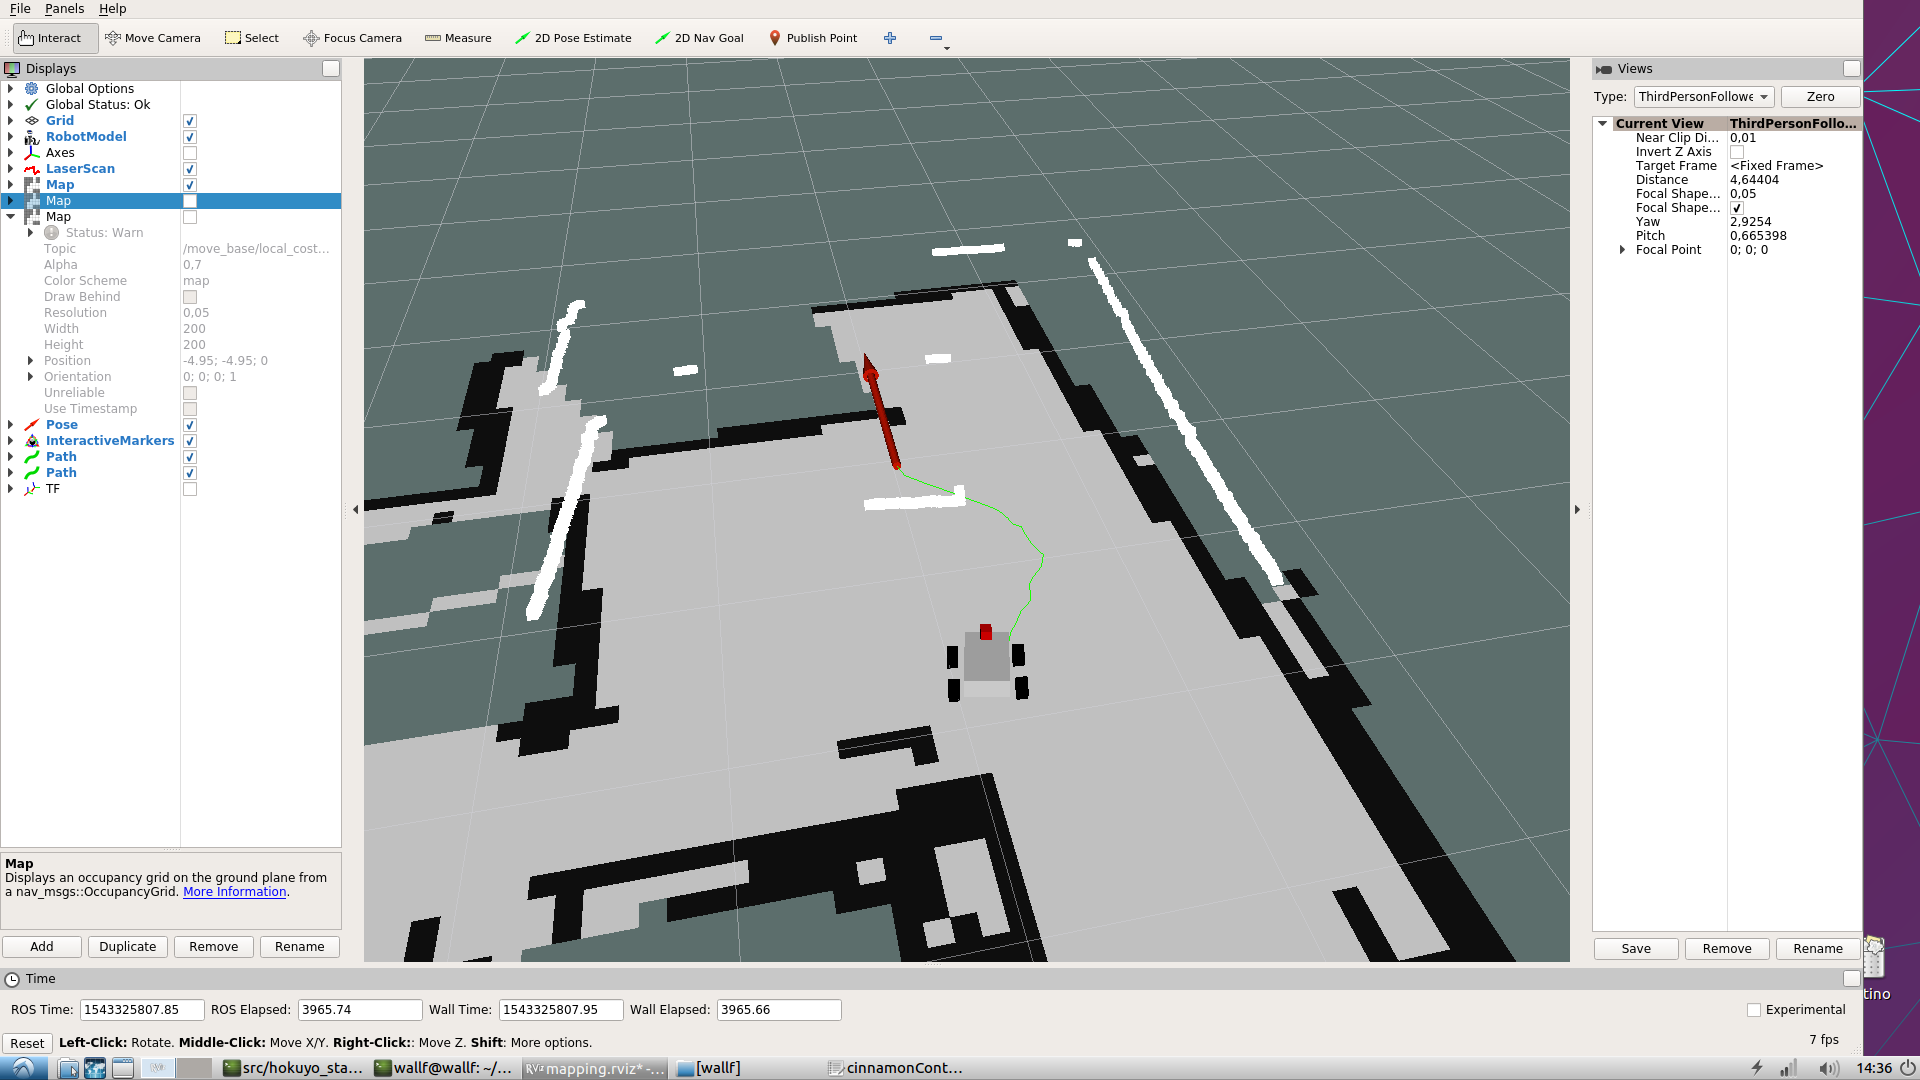 File Panels Help
Interact Move Camera Select Focus Camera Measure 2D Pose Estimate 2D Nav Goal Publish Point
Displays
Global Options
Global Status: Ok
Grid
RobotModel
Axes
LaserScan
Map
Map
Map
Status: Warn
Topic /move_base/local_cost...
Alpha 0,7
Color Scheme map
Draw Behind
Resolution 0,05
Width 200
Height 200
Position -4.95; -4.95; 0
Orientation 0; 0; 0; 1
Unreliable
Use Timestamp
Pose
InteractiveMarkers
Path
Path
TF
Map
Displays an occupancy grid on the ground plane from
a nav_msgs::OccupancyGrid. More Information.
Add Duplicate Remove Rename
Views
Type: ThirdPersonFollowe Zero
Current View ThirdPersonFollo...
Near Clip Di... 0,01
Invert Z Axis
Target Frame <Fixed Frame>
Distance 4,64404
Focal Shape... 0,05
Focal Shape...
Yaw 2,9254
Pitch 0,665398
Focal Point 0; 0; 0
Save Remove Rename
tino
Time
ROS Time: 1543325807.85 ROS Elapsed: 3965.74 Wall Time: 1543325807.95 Wall Elapsed: 3965.66 Experimental
Reset Left-Click: Rotate. Middle-Click: Move X/Y. Right-Click:: Move Z. Shift: More options. 7 fps
src/hokuyo_sta... wallf@wallf: ~/... RViz mapping.rviz* -... [wallf] cinnamonCont... 14:36